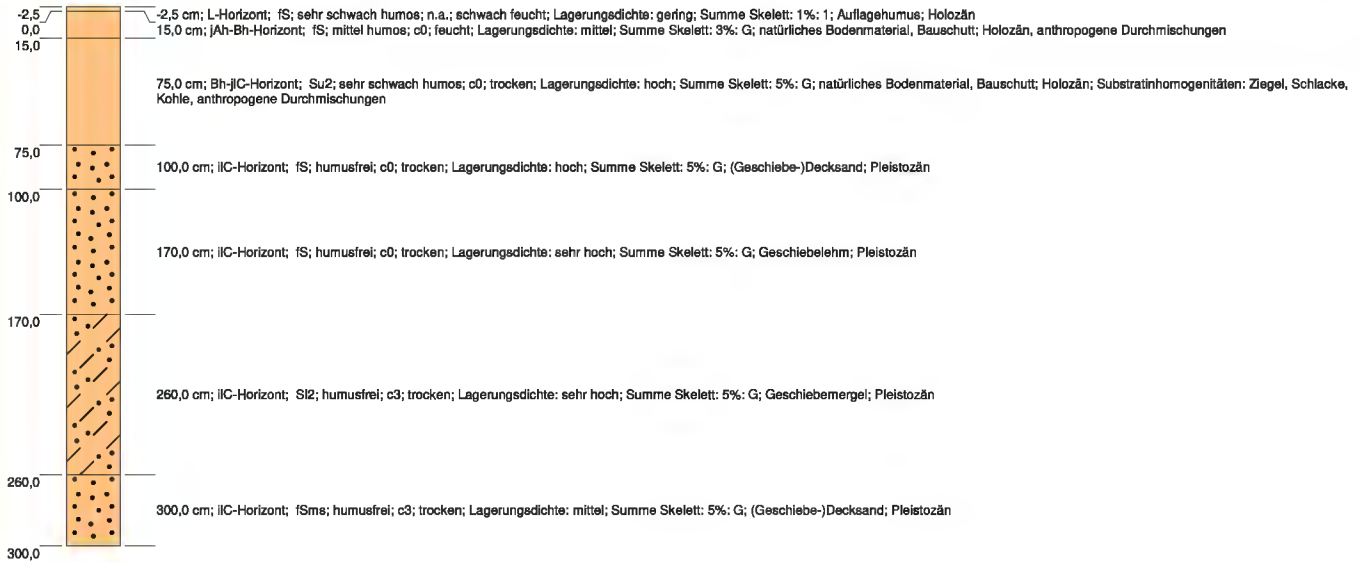 -2,5
-2,5 cm; L-Horizont; fS; sehr schwach humos; n.a.; schwach feucht; Lagerungsdichte: gering; Summe Skelett: 1%: 1; Auflagehumus; Holozän
0,0
15,0 cm; jAh-Bh-Horizont; fS; mittel humos; c0; feucht; Lagerungsdichte: mittel; Summe Skelett: 3%: G; natürliches Bodenmaterial, Bauschutt; Holozän, anthropogene Durchmischungen
15,0
75,0 cm; Bh-jlC-Horizont; Su2; sehr schwach humos; c0; trocken; Lagerungsdichte: hoch; Summe Skelett: 5%: G; natürliches Bodenmaterial, Bauschutt; Holozän; Substratinhomogenitäten: Ziegel, Schlacke,
Kohle, anthropogene Durchmischungen
75,0
100,0 cm; ilC-Horizont; fS; humusfrei; c0; trocken; Lagerungsdichte: hoch; Summe Skelett: 5%: G; (Geschiebe-)Decksand; Pleistozän
100,0
170,0 cm; ilC-Horizont; fS; humusfrei; c0; trocken; Lagerungsdichte: sehr hoch; Summe Skelett: 5%: G; Geschiebelehm; Pleistozän
170,0
260,0 cm; ilC-Horizont; Sl2; humusfrei; c3; trocken; Lagerungsdichte: sehr hoch; Summe Skelett: 5%: G; Geschiebemergel; Pleistozän
260,0
300,0 cm; ilC-Horizont; fSms; humusfrei; c3; trocken; Lagerungsdichte: mittel; Summe Skelett: 5%: G; (Geschiebe-)Decksand; Pleistozän
300,0